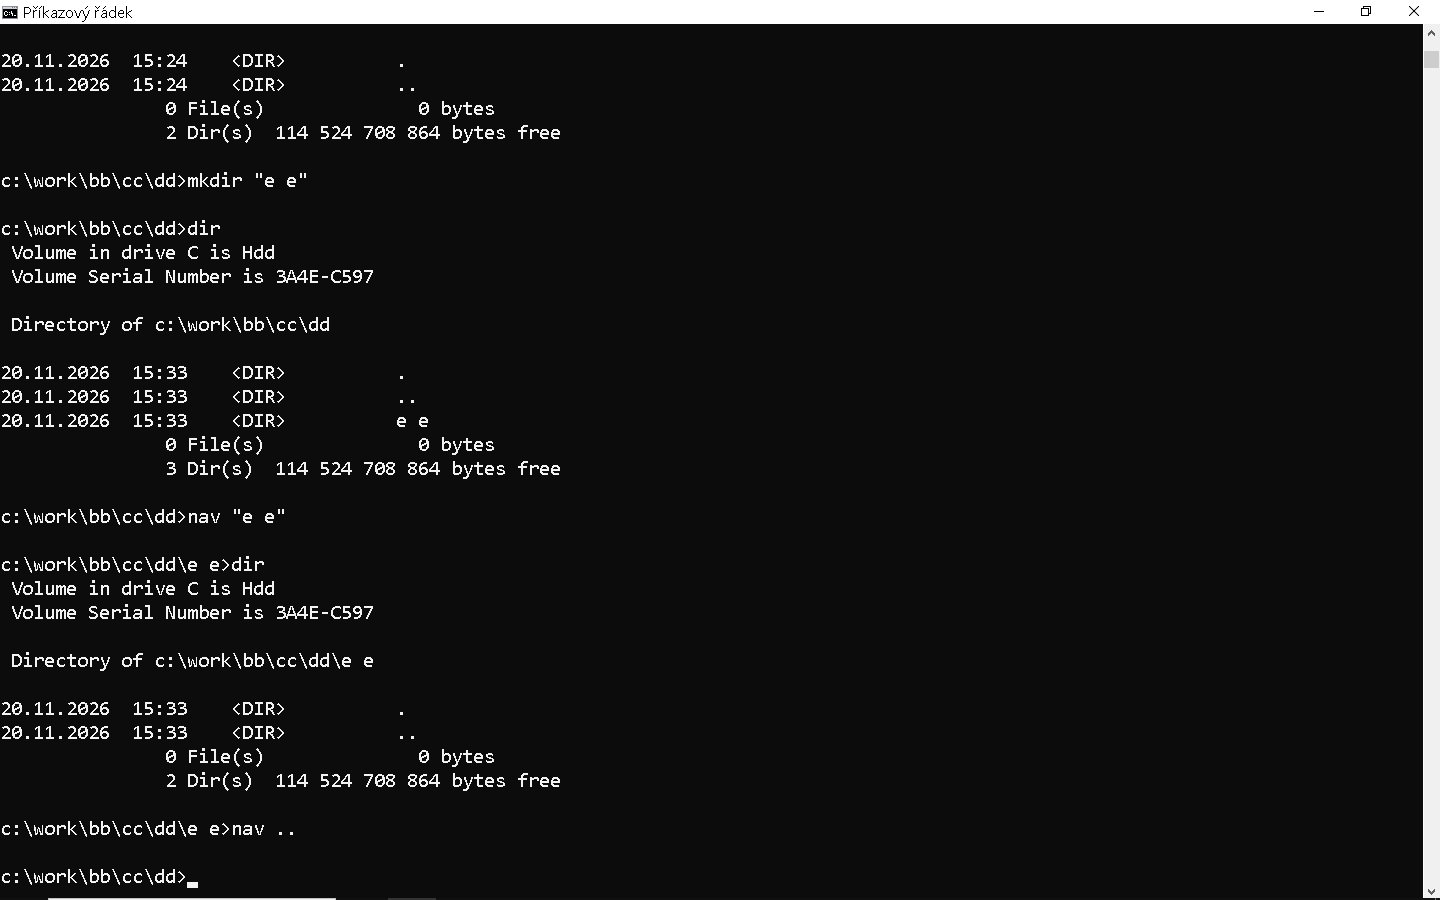 Příkazový řádek
20.11.2026  15:24    <DIR>          .
20.11.2026  15:24    <DIR>          ..
               0 File(s)              0 bytes
               2 Dir(s)  114 524 708 864 bytes free
c:\work\bb\cc\dd>mkdir "e e"
c:\work\bb\cc\dd>dir
 Volume in drive C is Hdd
 Volume Serial Number is 3A4E-C597
 Directory of c:\work\bb\cc\dd
20.11.2026  15:33    <DIR>          .
20.11.2026  15:33    <DIR>          ..
20.11.2026  15:33    <DIR>          e e
               0 File(s)              0 bytes
               3 Dir(s)  114 524 708 864 bytes free
c:\work\bb\cc\dd>nav "e e"
c:\work\bb\cc\dd\e e>dir
 Volume in drive C is Hdd
 Volume Serial Number is 3A4E-C597
 Directory of c:\work\bb\cc\dd\e e
20.11.2026  15:33    <DIR>          .
20.11.2026  15:33    <DIR>          ..
               0 File(s)              0 bytes
               2 Dir(s)  114 524 708 864 bytes free
c:\work\bb\cc\dd\e e>nav ..
c:\work\bb\cc\dd>